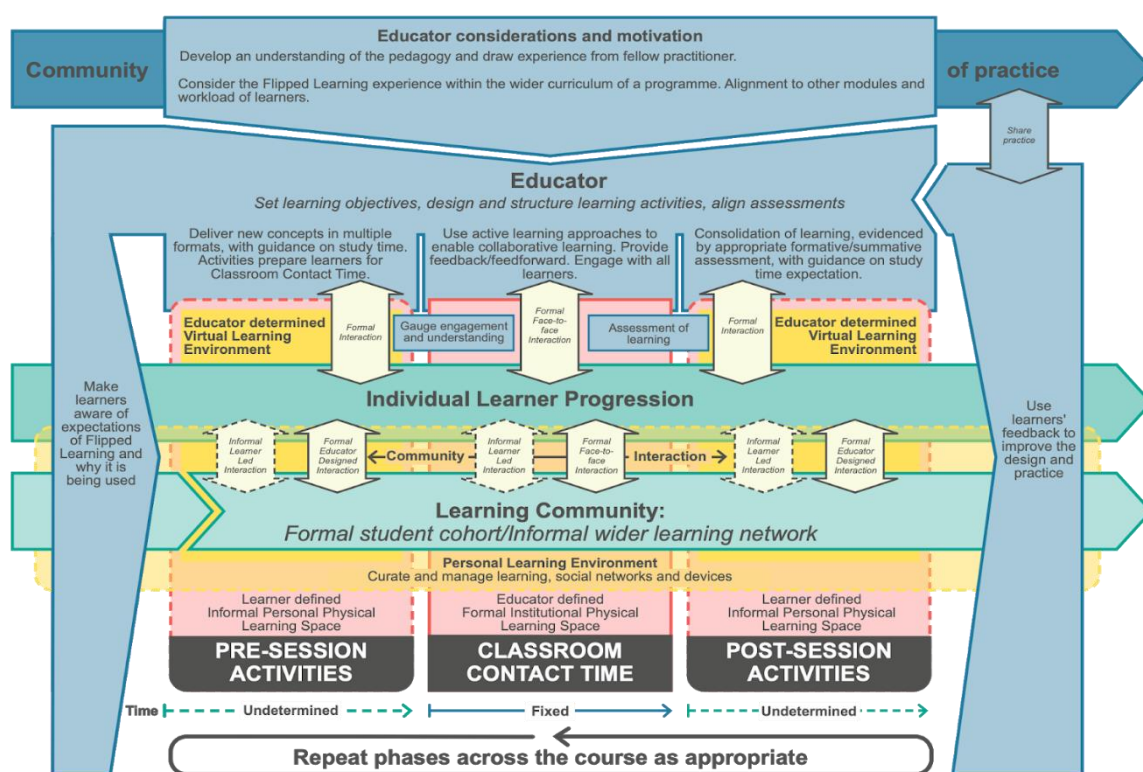 Educator considerations and motivation
Develop an understanding of the pedagogy and draw experience from fellow practitioner.
Consider the Flipped Learning experience within the wider curriculum of a programme. Alignment to other modules and
workload of learners.
Community
of practice
Share
practice
Educator
Set learning objectives, design and structure learning activities, align assessments
Deliver new concepts in multiple
formats, with guidance on study time.
Activities prepare learners for
Classroom Contact Time.
Use active learning approaches to
enable collaborative learning. Provide
feedback/feedforward. Engage with all
learners.
Consolidation of learning, evidenced
by appropriate formative/summative
assessment, with guidance on study
time expectation.
Educator determined
Virtual Learning
Environment
Formal
Interaction
Gauge engagement
and understanding
Formal
Face-to-
face
Interaction
Assessment of
learning
Formal
Interaction
Educator determined
Virtual Learning
Environment
Make
learners
aware of
expectations
of Flipped
Learning and
why it is
being used
Individual Learner Progression
Use
learners'
feedback to
improve the
design and
practice
Informal
Learner
Led
Interaction
Formal
Educator
Designed
Interaction
Community
Informal
Learner
Led
Interaction
Formal
Face-to-
face
Interaction
Interaction
Informal
Learner
Led
Interaction
Formal
Educator
Designed
Interaction
Learning Community:
Formal student cohort/Informal wider learning network
Personal Learning Environment
Curate and manage learning, social networks and devices
Learner defined
Informal Personal Physical
Learning Space
Educator defined
Formal Institutional Physical
Learning Space
Learner defined
Informal Personal Physical
Learning Space
PRE-SESSION
ACTIVITIES
CLASSROOM
CONTACT TIME
POST-SESSION
ACTIVITIES
Time
Undetermined
Fixed
Undetermined
Repeat phases across the course as appropriate